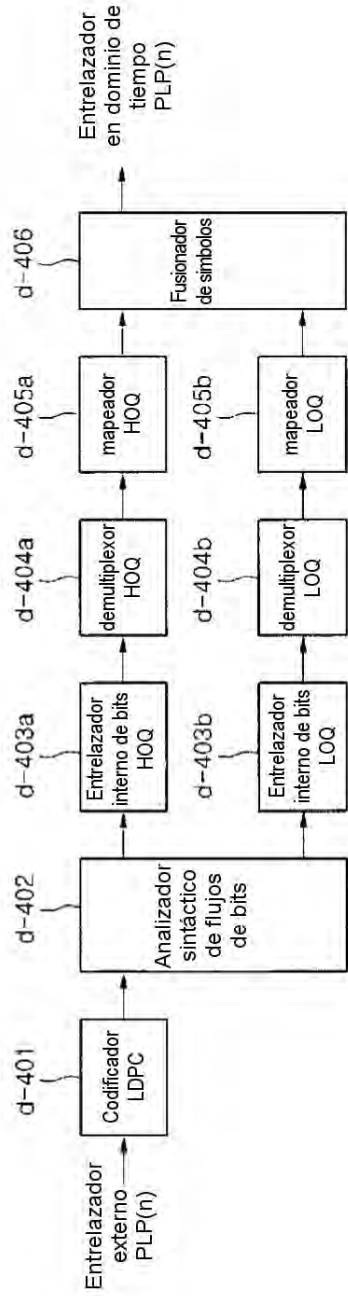 Entrelazador
externo
PLP(n)
d-401
Codificador
LDPC
d-402
Analizador
sintáctico
de flujos
de bits
d-403a
Entrelazador
interno de bits
HOQ
d-404a
demultiplexor
HOQ
d-405a
mapeador
HOQ
d-403b
Entrelazador
interno de bits
LOQ
d-404b
demultiplexor
LOQ
d-405b
mapeador
LOQ
d-406
Fusionador
de símbolos
Entrelazador
en dominio de
tiempo
PLP(n)